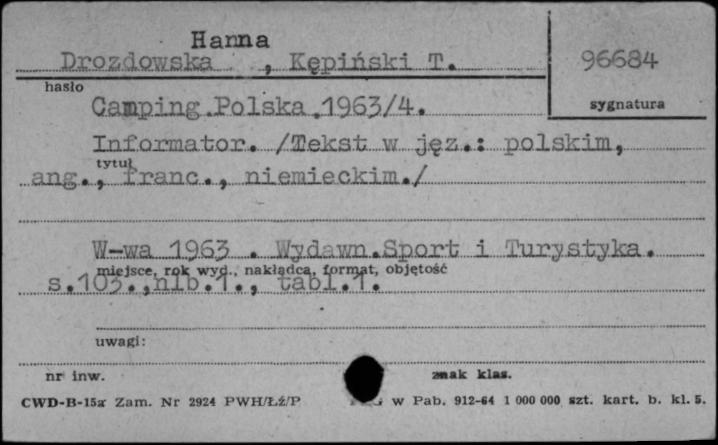 Hanna
Drozdowska , Kępiński T.
96684
hasło
sygnatura
Camping.Polska.1963/4.
Informator. /Tekst w jęz.: polskim,
tytuł
ang., franc., niemieckim./
W-wa 1963 . Wydawn.Sport i Turystyka.
miejsce, rok wyd., nakładca, format, objętość
s.103.,nlb.1., tabl.1.
uwagi:
nr inw.
znak klas.
CWD-B-15a Zam. Nr 2924 PWH/Łź/P w Pab. 912-64 1 000 000 szt. kart. b. kl. 5.